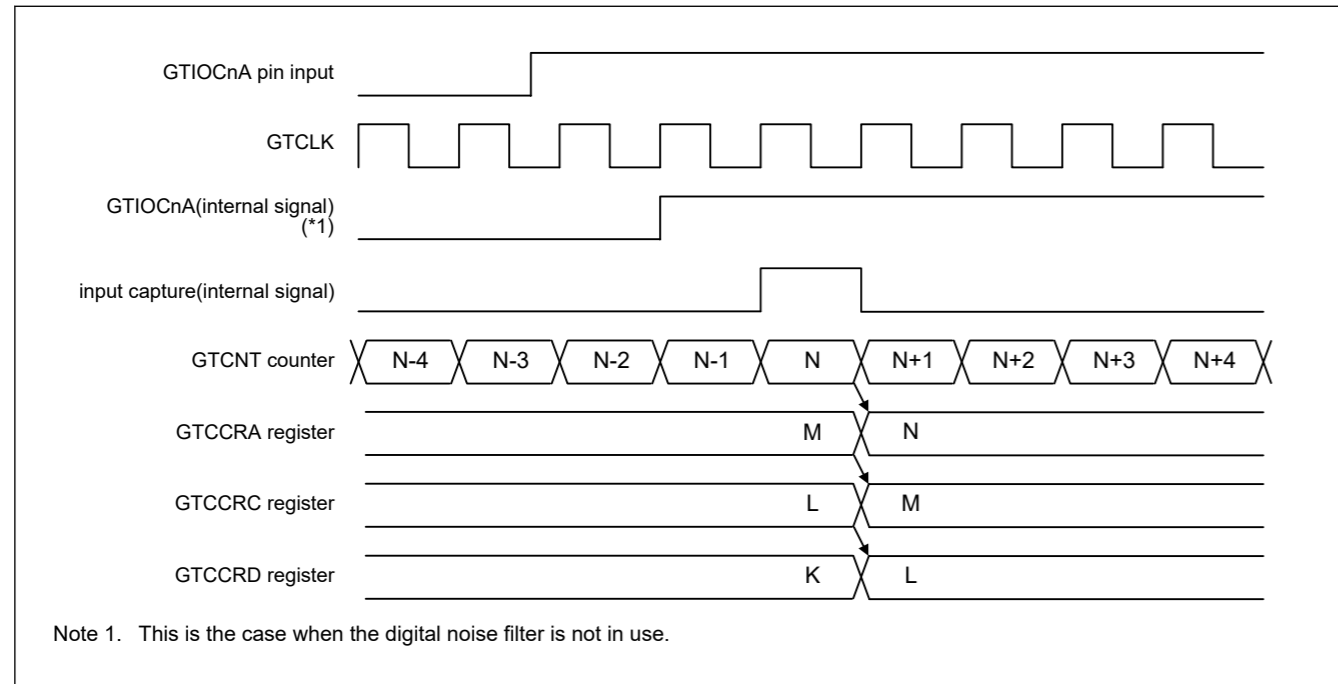 GTIOCnA pin input
GTCLK
GTIOCnA(internal signal)
(*1)
input capture(internal signal)
GTCNT counter N-4 N-3 N-2 N-1 N N+1 N+2 N+3 N+4
GTCCRA register M N
GTCCRC register L M
GTCCRD register K L
Note 1. This is the case when the digital noise filter is not in use.